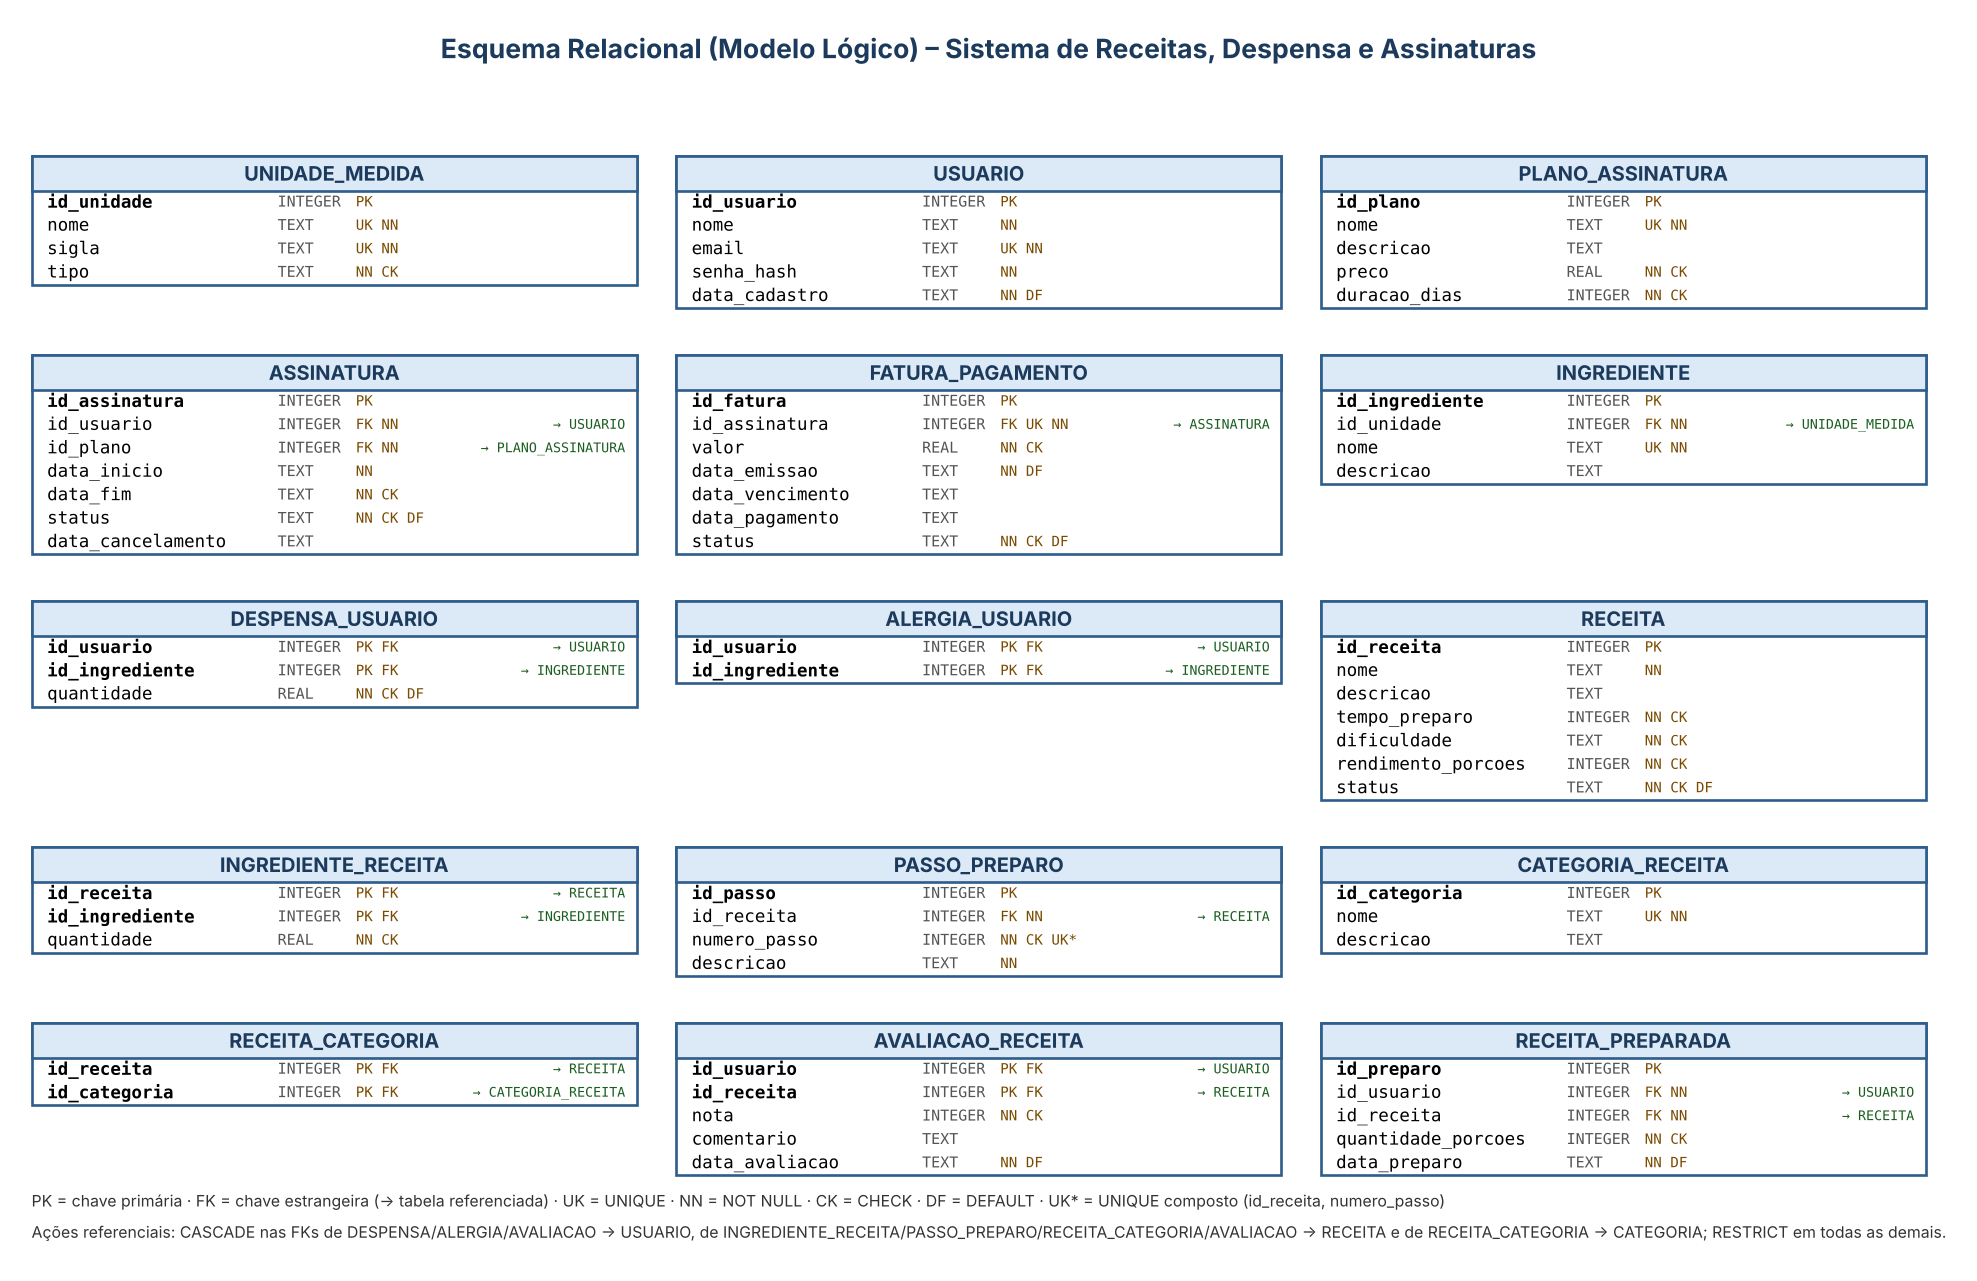 Esquema Relacional (Modelo Lógico) – Sistema de Receitas, Despensa e Assinaturas
UNIDADE_MEDIDA
id_unidade INTEGER PK
nome TEXT UK NN
sigla TEXT UK NN
tipo TEXT NN CK
USUARIO
id_usuario INTEGER PK
nome TEXT NN
email TEXT UK NN
senha_hash TEXT NN
data_cadastro TEXT NN DF
PLANO_ASSINATURA
id_plano INTEGER PK
nome TEXT UK NN
descricao TEXT
preco REAL NN CK
duracao_dias INTEGER NN CK
ASSINATURA
id_assinatura INTEGER PK
id_usuario INTEGER FK NN → USUARIO
id_plano INTEGER FK NN → PLANO_ASSINATURA
data_inicio TEXT NN
data_fim TEXT NN CK
status TEXT NN CK DF
data_cancelamento TEXT
FATURA_PAGAMENTO
id_fatura INTEGER PK
id_assinatura INTEGER FK UK NN → ASSINATURA
valor REAL NN CK
data_emissao TEXT NN DF
data_vencimento TEXT
data_pagamento TEXT
status TEXT NN CK DF
INGREDIENTE
id_ingrediente INTEGER PK
id_unidade INTEGER FK NN → UNIDADE_MEDIDA
nome TEXT UK NN
descricao TEXT
DESPENSA_USUARIO
id_usuario INTEGER PK FK → USUARIO
id_ingrediente INTEGER PK FK → INGREDIENTE
quantidade REAL NN CK DF
ALERGIA_USUARIO
id_usuario INTEGER PK FK → USUARIO
id_ingrediente INTEGER PK FK → INGREDIENTE
RECEITA
id_receita INTEGER PK
nome TEXT NN
descricao TEXT
tempo_preparo INTEGER NN CK
dificuldade TEXT NN CK
rendimento_porcoes INTEGER NN CK
status TEXT NN CK DF
INGREDIENTE_RECEITA
id_receita INTEGER PK FK → RECEITA
id_ingrediente INTEGER PK FK → INGREDIENTE
quantidade REAL NN CK
PASSO_PREPARO
id_passo INTEGER PK
id_receita INTEGER FK NN → RECEITA
numero_passo INTEGER NN CK UK*
descricao TEXT NN
CATEGORIA_RECEITA
id_categoria INTEGER PK
nome TEXT UK NN
descricao TEXT
RECEITA_CATEGORIA
id_receita INTEGER PK FK → RECEITA
id_categoria INTEGER PK FK → CATEGORIA_RECEITA
AVALIACAO_RECEITA
id_usuario INTEGER PK FK → USUARIO
id_receita INTEGER PK FK → RECEITA
nota INTEGER NN CK
comentario TEXT
data_avaliacao TEXT NN DF
RECEITA_PREPARADA
id_preparo INTEGER PK
id_usuario INTEGER FK NN → USUARIO
id_receita INTEGER FK NN → RECEITA
quantidade_porcoes INTEGER NN CK
data_preparo TEXT NN DF
PK = chave primária · FK = chave estrangeira (→ tabela referenciada) · UK = UNIQUE · NN = NOT NULL · CK = CHECK · DF = DEFAULT · UK* = UNIQUE composto (id_receita, numero_passo)
Ações referenciais: CASCADE nas FKs de DESPENSA/ALERGIA/AVALIACAO → USUARIO, de INGREDIENTE_RECEITA/PASSO_PREPARO/RECEITA_CATEGORIA/AVALIACAO → RECEITA e de RECEITA_CATEGORIA → CATEGORIA; RESTRICT em todas as demais.